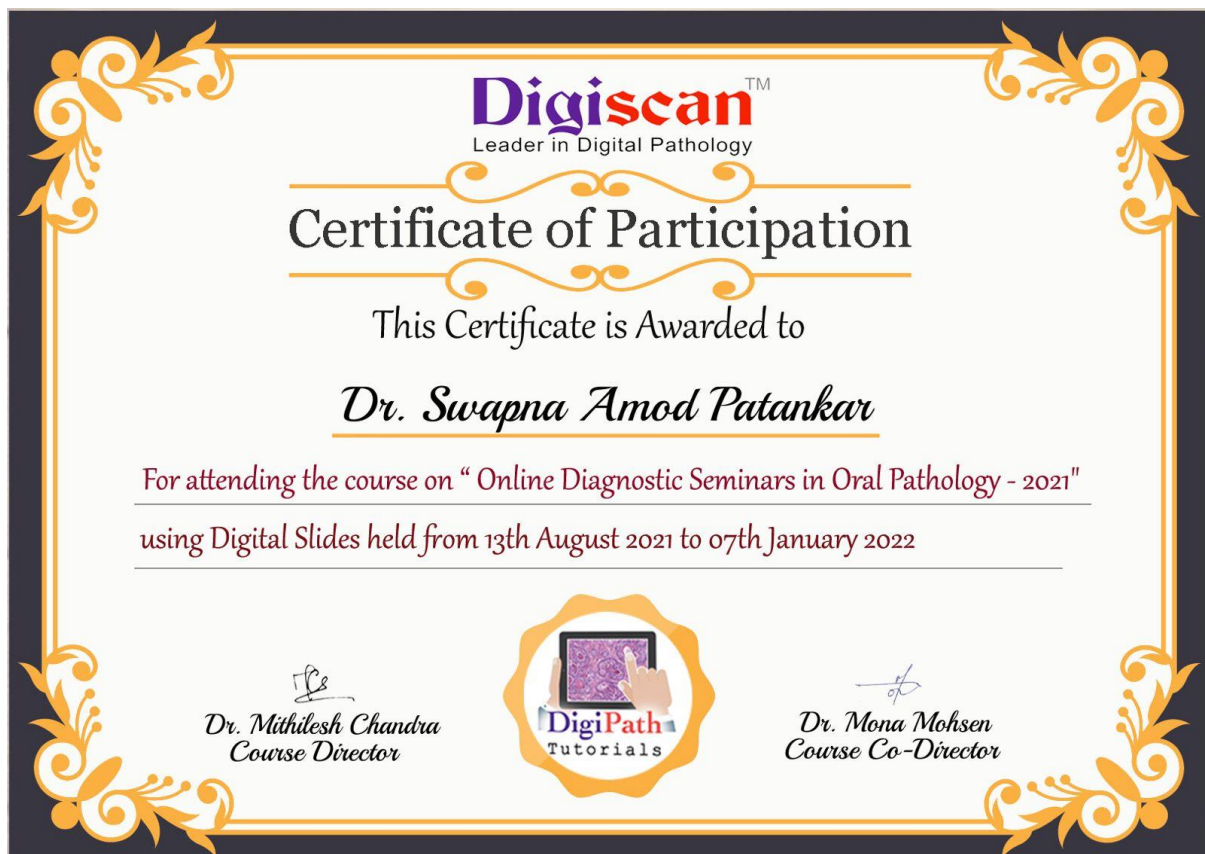 Digiscan™
Leader in Digital Pathology
Certificate of Participation
This Certificate is Awarded to
Dr. Swapna Amod Patankar
For attending the course on “ Online Diagnostic Seminars in Oral Pathology - 2021"
using Digital Slides held from 13th August 2021 to 07th January 2022
DigiPath
Tutorials
Dr. Mithilesh Chandra
Course Director
Dr. Mona Mohsen
Course Co-Director